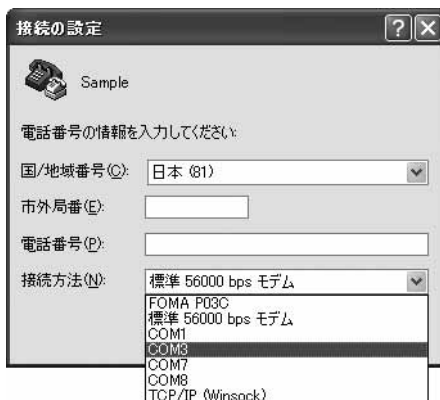 接続の設定
Sample
電話番号の情報を入力してください:
国/地域番号(C): 日本 (81)
市外局番(E):
電話番号(P):
接続方法(N): 標準 56000 bps モデム
FOMA P03C
標準 56000 bps モデム
COM1
COM3
COM7
COM8
TCP/IP (Winsock)